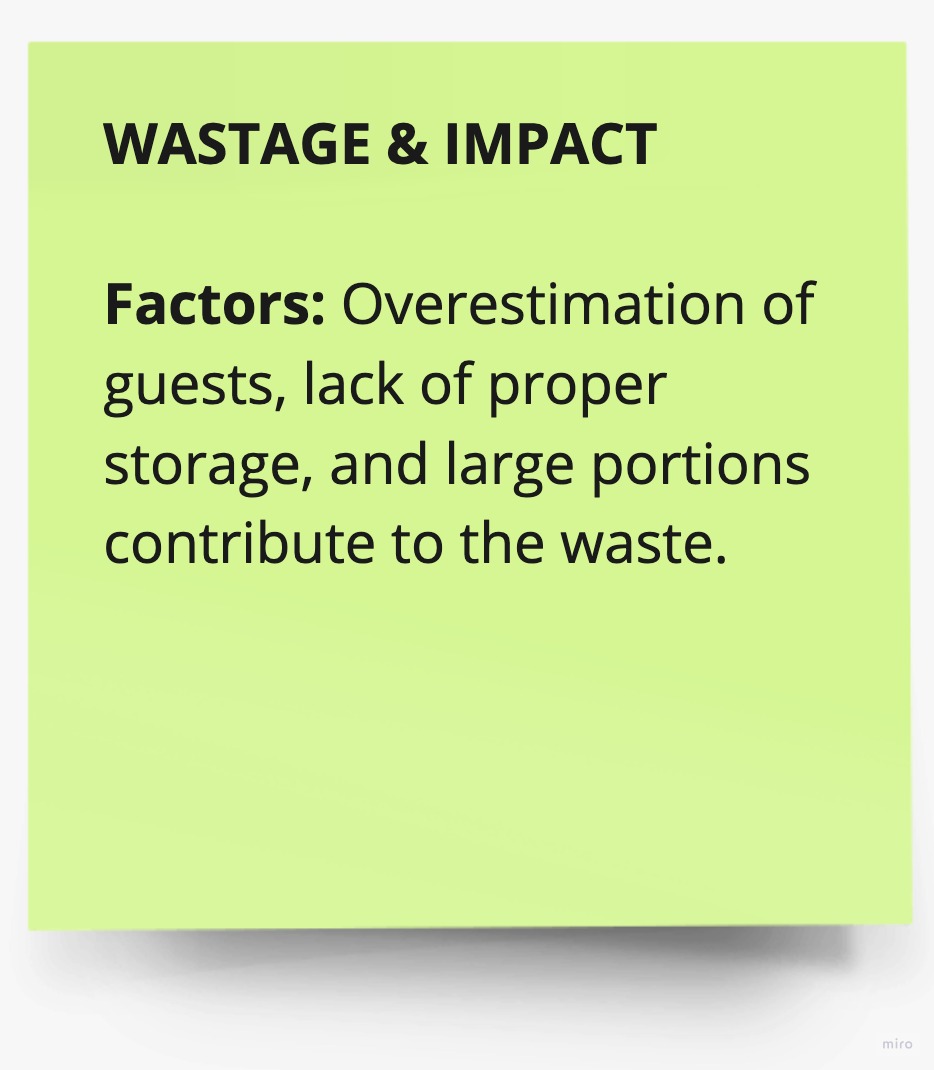 WASTAGE & IMPACT
Factors: Overestimation of
guests, lack of proper
storage, and large portions
contribute to the waste.
miro